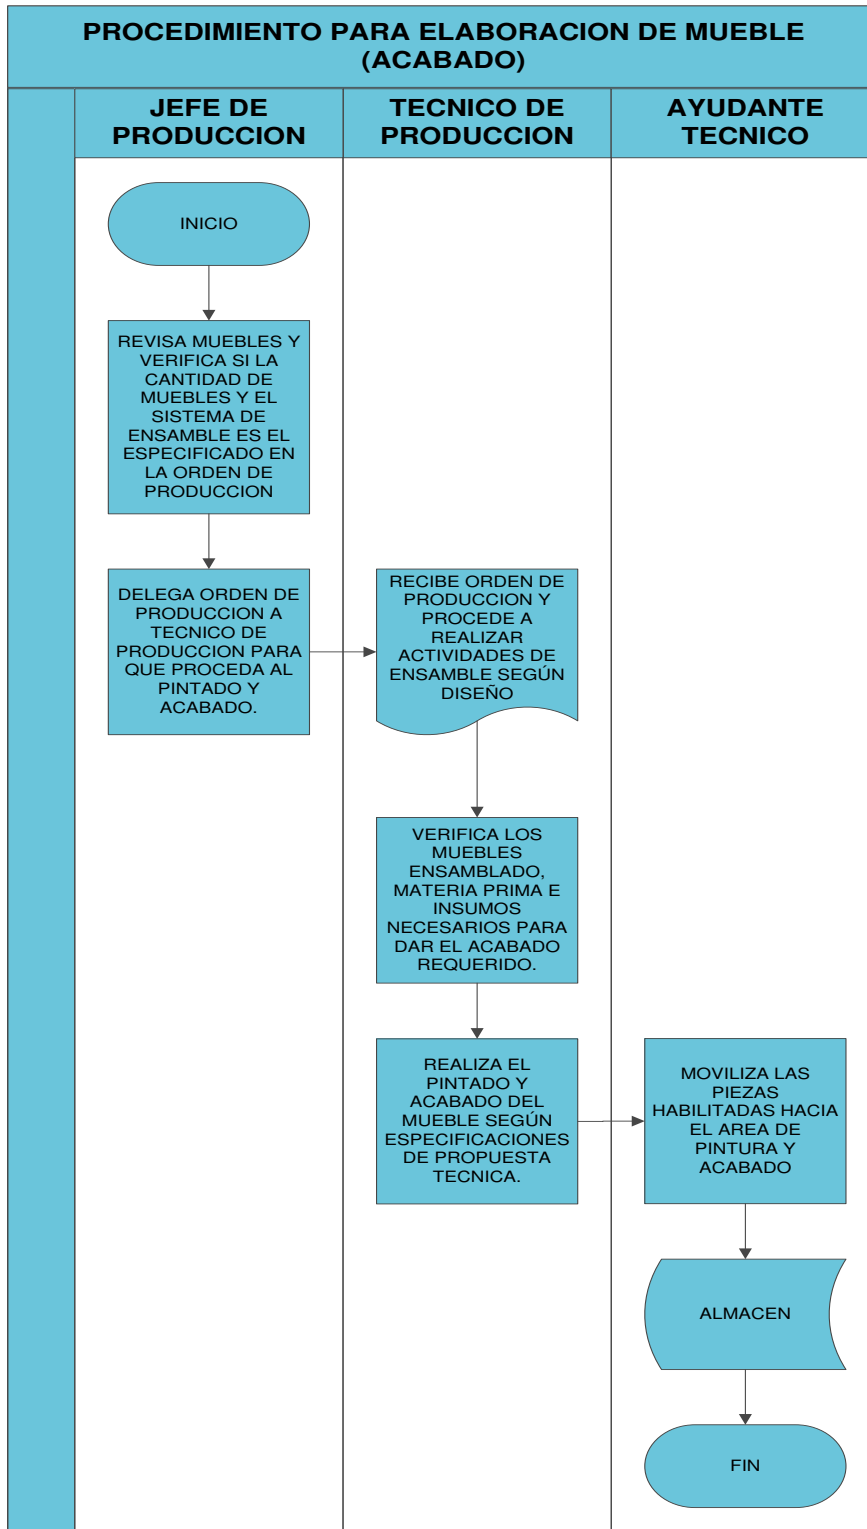 PROCEDIMIENTO PARA ELABORACION DE MUEBLE
(ACABADO)
JEFE DE
PRODUCCION
TECNICO DE
PRODUCCION
AYUDANTE
TECNICO
INICIO
REVISA MUEBLES Y
VERIFICA SI LA
CANTIDAD DE
MUEBLES Y EL
SISTEMA DE
ENSAMBLE ES EL
ESPECIFICADO EN
LA ORDEN DE
PRODUCCION
DELEGA ORDEN DE
PRODUCCION A
TECNICO DE
PRODUCCION PARA
QUE PROCEDA AL
PINTADO Y
ACABADO.
RECIBE ORDEN DE
PRODUCCION Y
PROCEDE A
REALIZAR
ACTIVIDADES DE
ENSAMBLE SEGÚN
DISEÑO
VERIFICA LOS
MUEBLES
ENSAMBLADO,
MATERIA PRIMA E
INSUMOS
NECESARIOS PARA
DAR EL ACABADO
REQUERIDO.
REALIZA EL
PINTADO Y
ACABADO DEL
MUEBLE SEGÚN
ESPECIFICACIONES
DE PROPUESTA
TECNICA.
MOVILIZA LAS
PIEZAS
HABILITADAS HACIA
EL AREA DE
PINTURA Y
ACABADO
ALMACEN
FIN